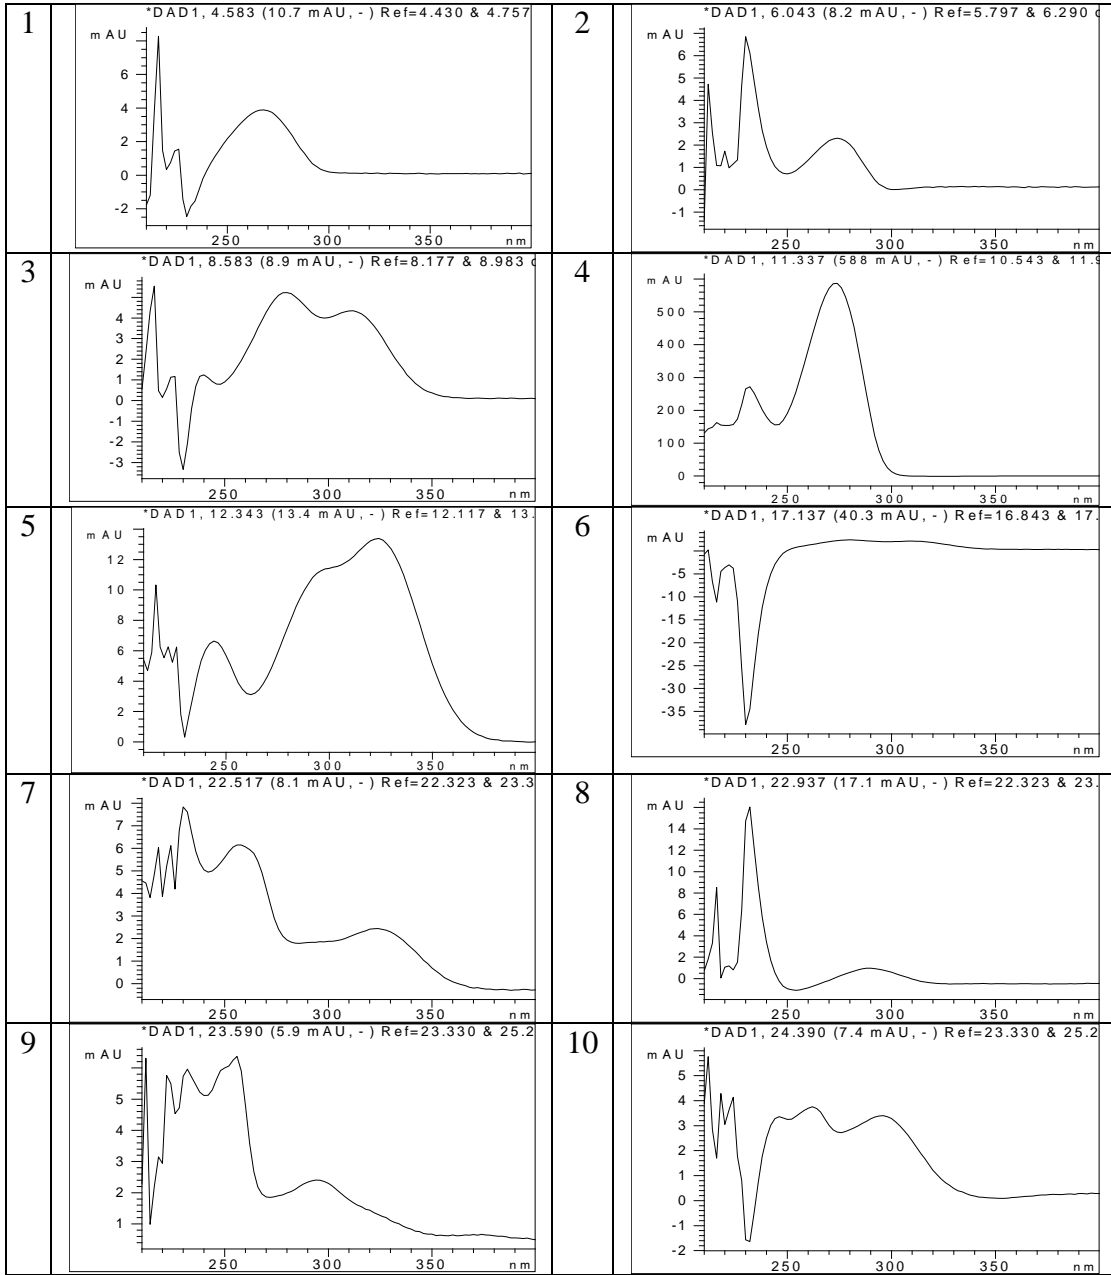 1
*DAD1, 4.583 (10.7 mAU, - ) Ref=4.430 & 4.757
mAU
6
4
2
0
-2
250 300 350 nm
2
*DAD1, 6.043 (8.2 mAU, - ) Ref=5.797 & 6.290
mAU
6
5
4
3
2
1
0
-1
250 300 350 nm
3
*DAD1, 8.583 (8.9 mAU, - ) Ref=8.177 & 8.983
mAU
4
3
2
1
0
-1
-2
-3
250 300 350 nm
4
*DAD1, 11.337 (588 mAU, - ) Ref=10.543 & 11.9
mAU
500
400
300
200
100
0
250 300 350 nm
5
*DAD1, 12.343 (13.4 mAU, - ) Ref=12.117 & 13.
mAU
12
10
8
6
4
2
0
250 300 350 nm
6
*DAD1, 17.137 (40.3 mAU, - ) Ref=16.843 & 17.
mAU
-5
-10
-15
-20
-25
-30
-35
250 300 350 nm
7
*DAD1, 22.517 (8.1 mAU, - ) Ref=22.323 & 23.3
mAU
7
6
5
4
3
2
1
0
250 300 350 nm
8
*DAD1, 22.937 (17.1 mAU, - ) Ref=22.323 & 23.
mAU
14
12
10
8
6
4
2
0
250 300 350 nm
9
*DAD1, 23.590 (5.9 mAU, - ) Ref=23.330 & 25.2
mAU
5
4
3
2
1
250 300 350 nm
10
*DAD1, 24.390 (7.4 mAU, - ) Ref=23.330 & 25.2
mAU
5
4
3
2
1
0
-1
-2
250 300 350 nm